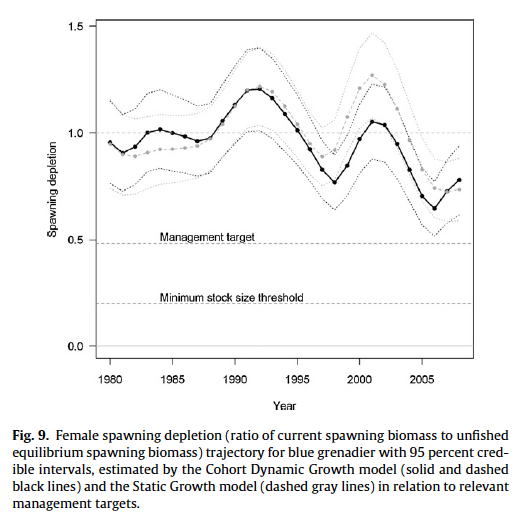 1.5
1.0
0.5
0.0
Spawning depletion
Management target
Minimum stock size threshold
1980 1985 1990 1995 2000 2005
Year
Fig. 9. Female spawning depletion (ratio of current spawning biomass to unfished
equilibrium spawning biomass) trajectory for blue grenadier with 95 percent cred-
ible intervals, estimated by the Cohort Dynamic Growth model (solid and dashed
black lines) and the Static Growth model (dashed gray lines) in relation to relevant
management targets.